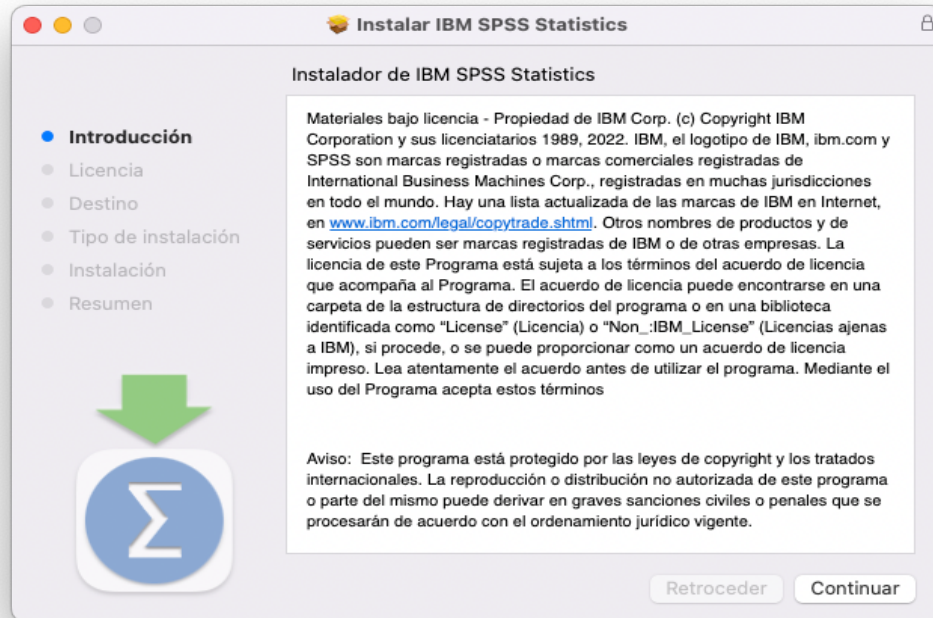 Instalar IBM SPSS Statistics
Instalador de IBM SPSS Statistics
Introducción
Licencia
Destino
Tipo de instalación
Instalación
Resumen
Materiales bajo licencia - Propiedad de IBM Corp. (c) Copyright IBM
Corporation y sus licenciatarios 1989, 2022. IBM, el logotipo de IBM, ibm.com y
SPSS son marcas registradas o marcas comerciales registradas de
International Business Machines Corp., registradas en muchas jurisdicciones
en todo el mundo. Hay una lista actualizada de las marcas de IBM en Internet,
en www.ibm.com/legal/copytrade.shtml. Otros nombres de productos y de
servicios pueden ser marcas registradas de IBM o de otras empresas. La
licencia de este Programa está sujeta a los términos del acuerdo de licencia
que acompaña al Programa. El acuerdo de licencia puede encontrarse en una
carpeta de la estructura de directorios del programa o en una biblioteca
identificada como “License” (Licencia) o “Non_:IBM_License” (Licencias ajenas
a IBM), si procede, o se puede proporcionar como un acuerdo de licencia
impreso. Lea atentamente el acuerdo antes de utilizar el programa. Mediante el
uso del Programa acepta estos términos
Aviso: Este programa está protegido por las leyes de copyright y los tratados
internacionales. La reproducción o distribución no autorizada de este programa
o parte del mismo puede derivar en graves sanciones civiles o penales que se
procesarán de acuerdo con el ordenamiento jurídico vigente.
Σ
Retroceder
Continuar